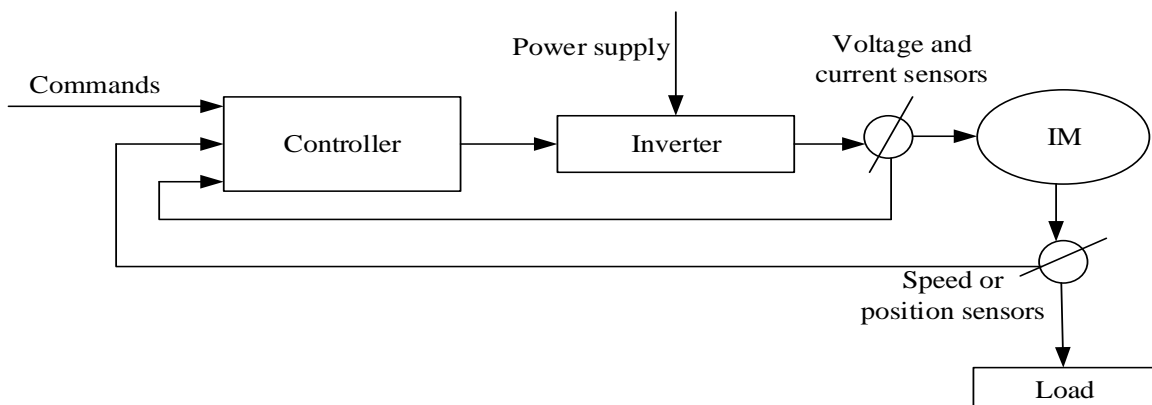 Power supply
Voltage and
current sensors
Commands
Controller
Inverter
IM
Speed or
position sensors
Load